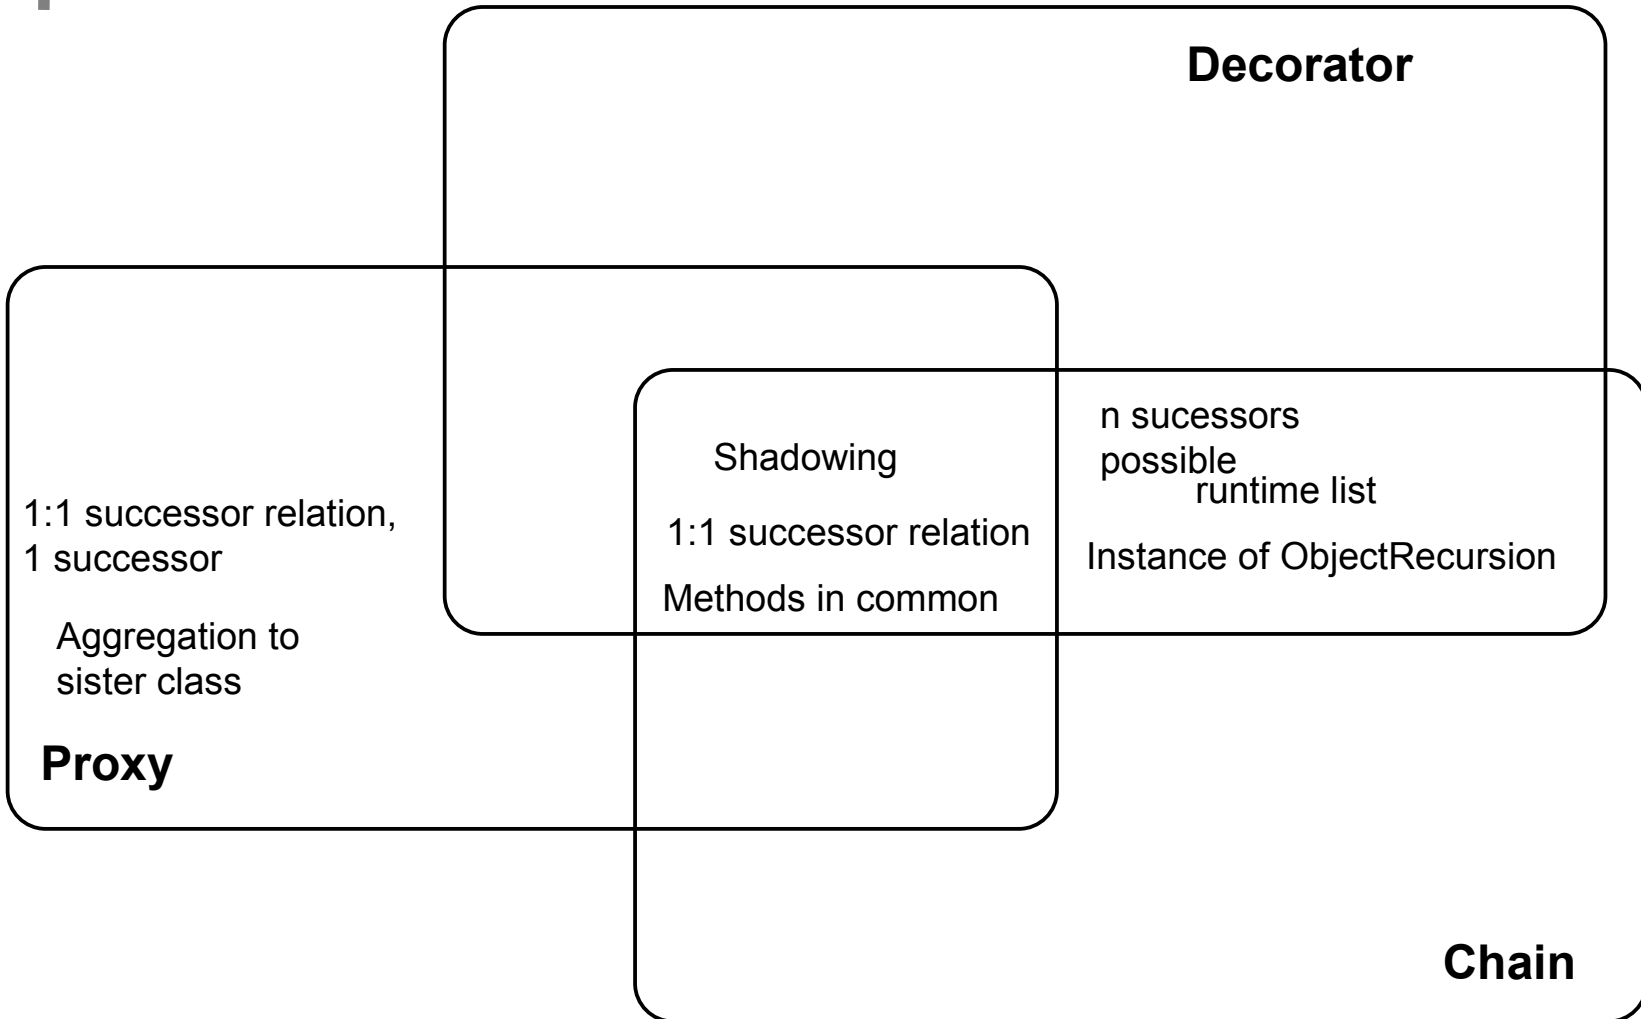 Decorator
n sucessors
possible
runtime list
Instance of ObjectRecursion
Shadowing
1:1 successor relation
Methods in common
1:1 successor relation,
1 successor
Aggregation to
sister class
Proxy
Chain